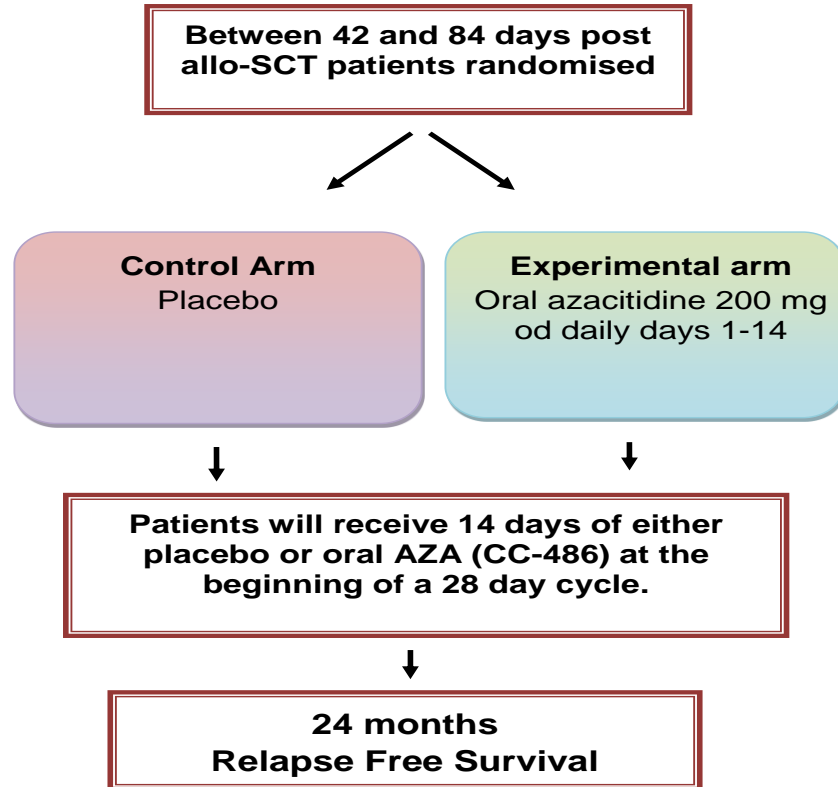 Between 42 and 84 days post
allo-SCT patients randomised
Control Arm
Placebo
Experimental arm
Oral azacitidine 200 mg
od daily days 1-14
Patients will receive 14 days of either
placebo or oral AZA (CC-486) at the
beginning of a 28 day cycle.
24 months
Relapse Free Survival